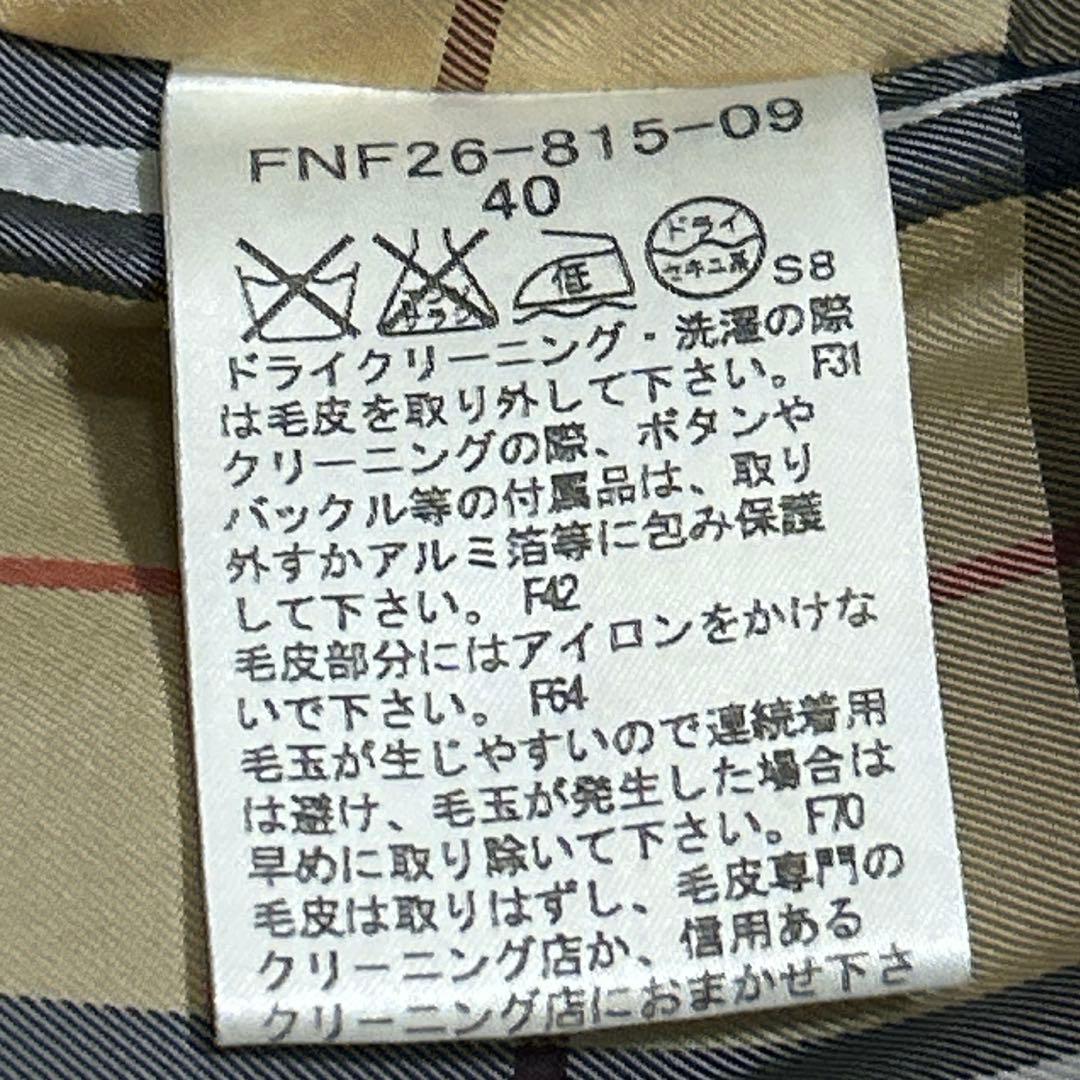 FNF26-815-09
40
低
ドライ
セキユ系
S8
ドライクリーニング・洗濯の際
は毛皮を取り外して下さい。F31
クリーニングの際、ボタンや
バックル等の付属品は、取り
外すかアルミ箔等に包み保護
して下さい。 F42
毛皮部分にはアイロンをかけな
いで下さい。 F64
毛玉が生じやすいので連続着用
は避け、毛玉が発生した場合は
早めに取り除いて下さい。F70
毛皮は取りはずし、毛皮専門の
クリーニング店か、信用ある
クリーニング店におまかせ下さ